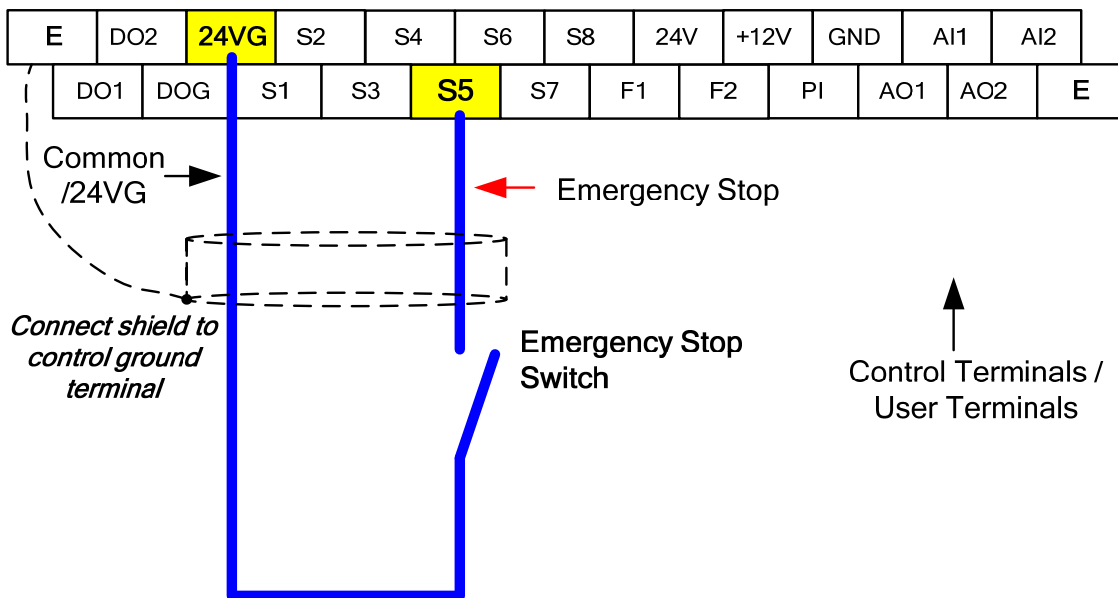 E DO2 24VG S2 S4 S6 S8 24V +12V GND AI1 AI2
DO1 DOG S1 S3 S5 S7 F1 F2 PI AO1 AO2 E
Common
/24VG
Emergency Stop
Connect shield to
control ground
terminal
Emergency Stop
Switch
Control Terminals /
User Terminals